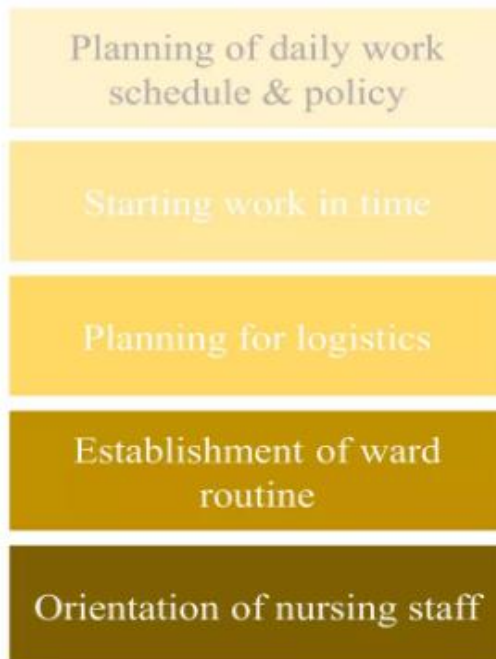 Planning of daily work
schedule & policy
Starting work in time
Planning for logistics
Establishment of ward
routine
Orientation of nursing staff